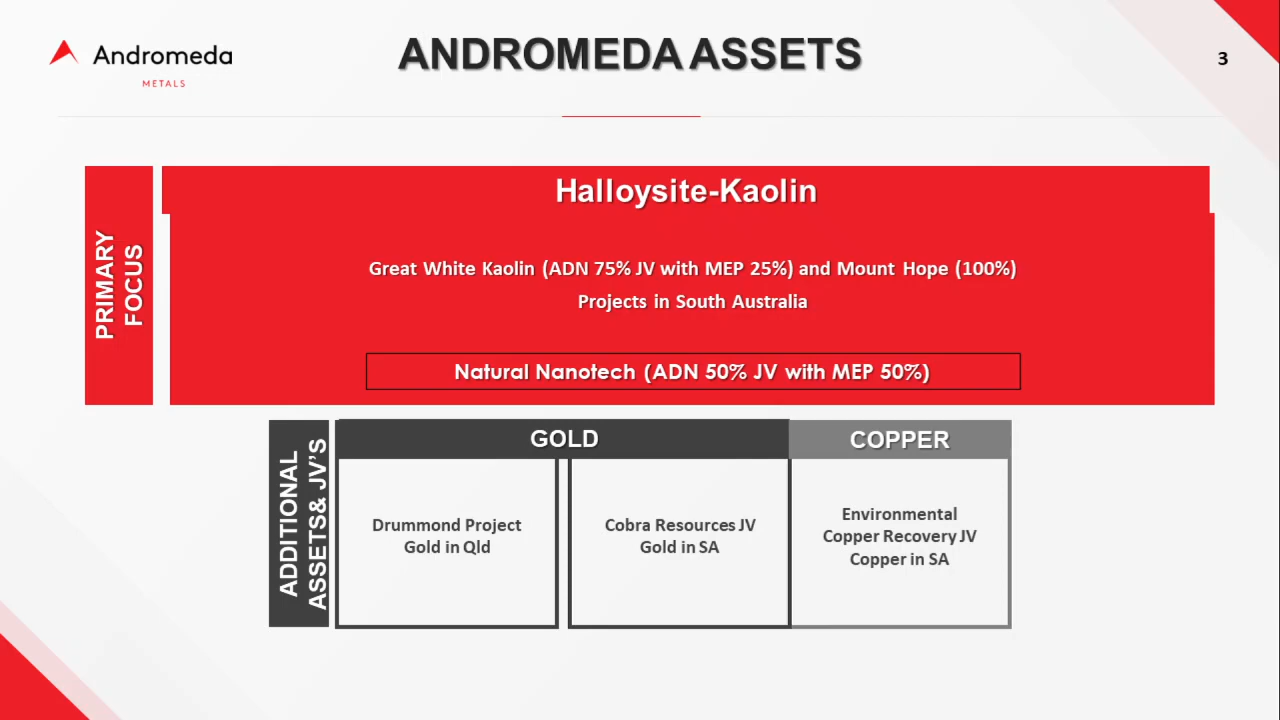 Andromeda
METALS
ANDROMEDA ASSETS
3
PRIMARY
FOCUS
Halloysite-Kaolin
Great White Kaolin (ADN 75% JV with MEP 25%) and Mount Hope (100%)
Projects in South Australia
Natural Nanotech (ADN 50% JV with MEP 50%)
ADDITIONAL
ASSETS& JV'S
GOLD
COPPER
Drummond Project
Gold in Qld
Cobra Resources JV
Gold in SA
Environmental
Copper Recovery JV
Copper in SA